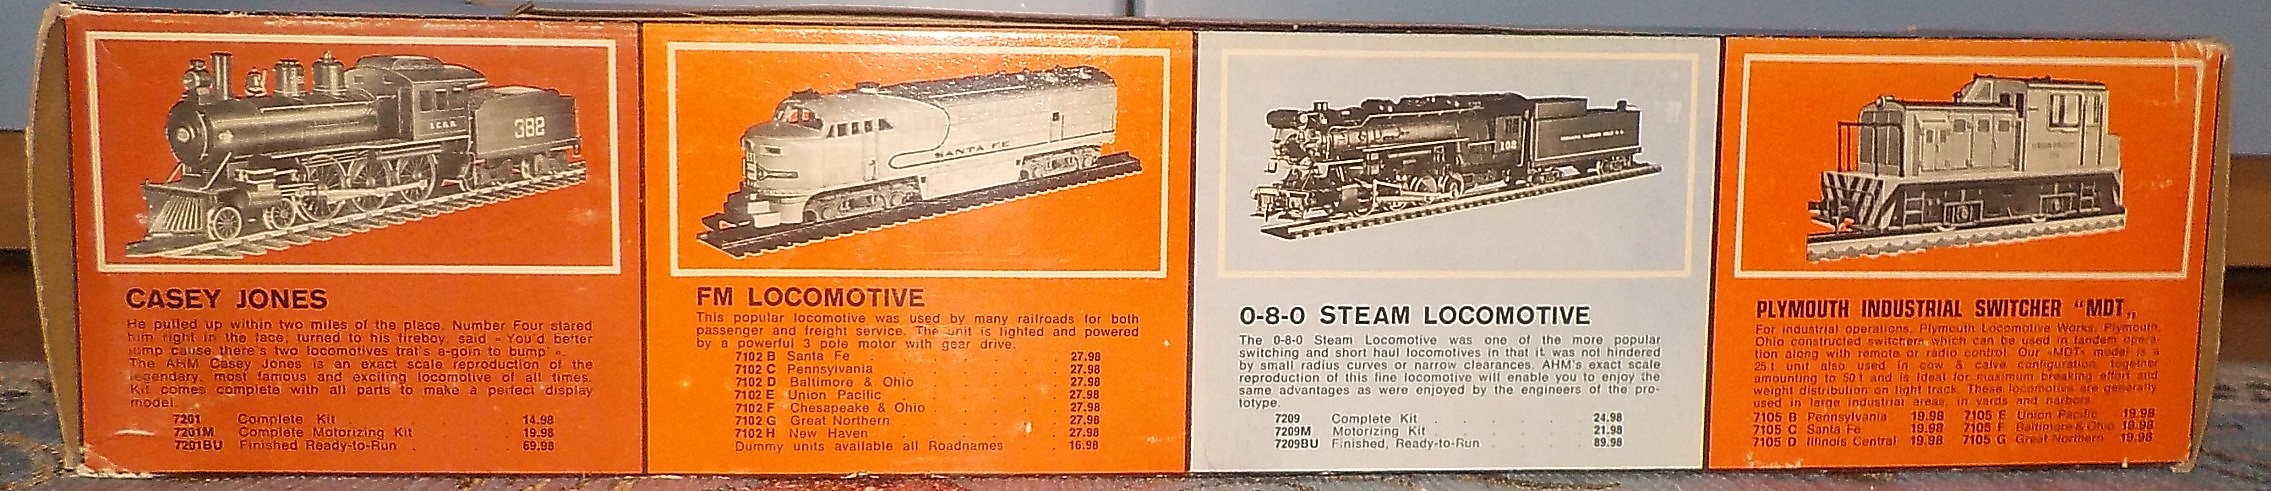 I.C.R.R.
382
CASEY JONES
He pulled up within two miles of the place, Number Four stared
him right in the face; turned to his fireboy, said «You'd better
jump cause there's two locomotives trat's a-goin to bump».
The AHM Casey Jones is an exact scale reproduction of the
legendary, most famous and exciting locomotive of all times.
Kit comes complete with all parts to make a perfect display
model.
7201 Complete Kit . . . . . . 14.98
7201M Complete Motorizing Kit . . . . 19.98
7201BU Finished Ready-to-Run . . . . 69.98
SANTA FE
FM LOCOMOTIVE
This popular locomotive was used by many railroads for both
passenger and freight service. The unit is lighted and powered
by a powerful 3 pole motor with gear drive.
7102 B Santa Fe . . . . . . 27.98
7102 C Pennsylvania . . . . . 27.98
7102 D Baltimore & Ohio . . . . 27.98
7102 E Union Pacific . . . . . 27.98
7102 F Chesapeake & Ohio . . . . 27.98
7102 G Great Northern . . . . . 27.98
7102 H New Haven . . . . . 27.98
Dummy units available all Roadnames . . 16.98
102
0-8-0 STEAM LOCOMOTIVE
The 0-8-0 Steam Locomotive was one of the more popular
switching and short haul locomotives in that it was not hindered
by small radius curves or narrow clearances. AHM's exact scale
reproduction of this fine locomotive will enable you to enjoy the
same advantages as were enjoyed by the engineers of the pro-
totype.
7209 Complete Kit . . . . . . 24.98
7209M Motorizing Kit . . . . . 21.98
7209BU Finished, Ready-to-Run . . . . 89.98
UNION PACIFIC
PLYMOUTH INDUSTRIAL SWITCHER "MDT„
For industrial operations, Plymouth Locomotive Works, Plymouth,
Ohio constructed switchers which can be used in tandem opera-
tion along with remote or radio control. Our «MDT» model is a
25 t unit also used in cow & calve configuration, together
amounting to 50 t and is ideal for maximum breaking effort and
weight distribution on light track. These locomotive are generally
used in large industrial areas, in yards and harbors.
7105 B Pennsylvania 19.98 7105 E Union Pacific 19.98
7105 C Santa Fe 19.98 7105 F Baltimore & Ohio 19.98
7105 D Illinois Central 19.98 7105 G Great Northern 19.98